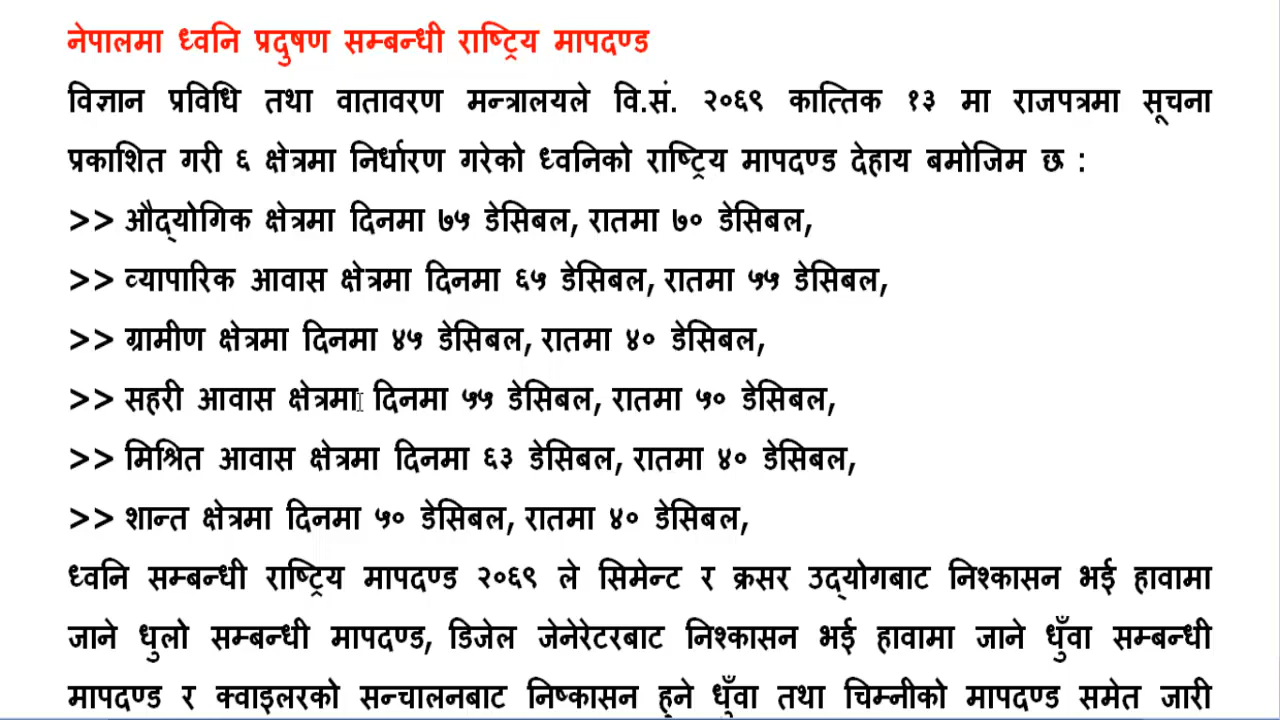 नेपालमा ध्वनि प्रदुषण सम्बन्धी राष्ट्रिय मापदण्ड
विज्ञान प्रविधि तथा वातावरण मन्त्रालयले वि.सं. २०६९ कात्तिक १३ मा राजपत्रमा सूचना
प्रकाशित गरी ६ क्षेत्रमा निर्धारण गरेको ध्वनिको राष्ट्रिय मापदण्ड देहाय बमोजिम छ :
>> औद्योगिक क्षेत्रमा दिनमा ७५ डेसिबल, रातमा ७० डेसिबल,
>> व्यापारिक आवास क्षेत्रमा दिनमा ६५ डेसिबल, रातमा ५५ डेसिबल,
>> ग्रामीण क्षेत्रमा दिनमा ४५ डेसिबल, रातमा ४० डेसिबल,
>> सहरी आवास क्षेत्रमा दिनमा ५५ डेसिबल, रातमा ५० डेसिबल,
>> मिश्रित आवास क्षेत्रमा दिनमा ६३ डेसिबल, रातमा ४० डेसिबल,
>> शान्त क्षेत्रमा दिनमा ५० डेसिबल, रातमा ४० डेसिबल,
ध्वनि सम्बन्धी राष्ट्रिय मापदण्ड २०६९ ले सिमेन्ट र क्रसर उद्योगबाट निश्कासन भई हावामा
जाने धुलो सम्बन्धी मापदण्ड, डिजेल जेनेरेटरबाट निश्कासन भई हावामा जाने धुँवा सम्बन्धी
मापदण्ड र क्वाइलरको सन्चालनबाट निष्कासन हुने धुँवा तथा चिम्नीको मापदण्ड समेत जारी